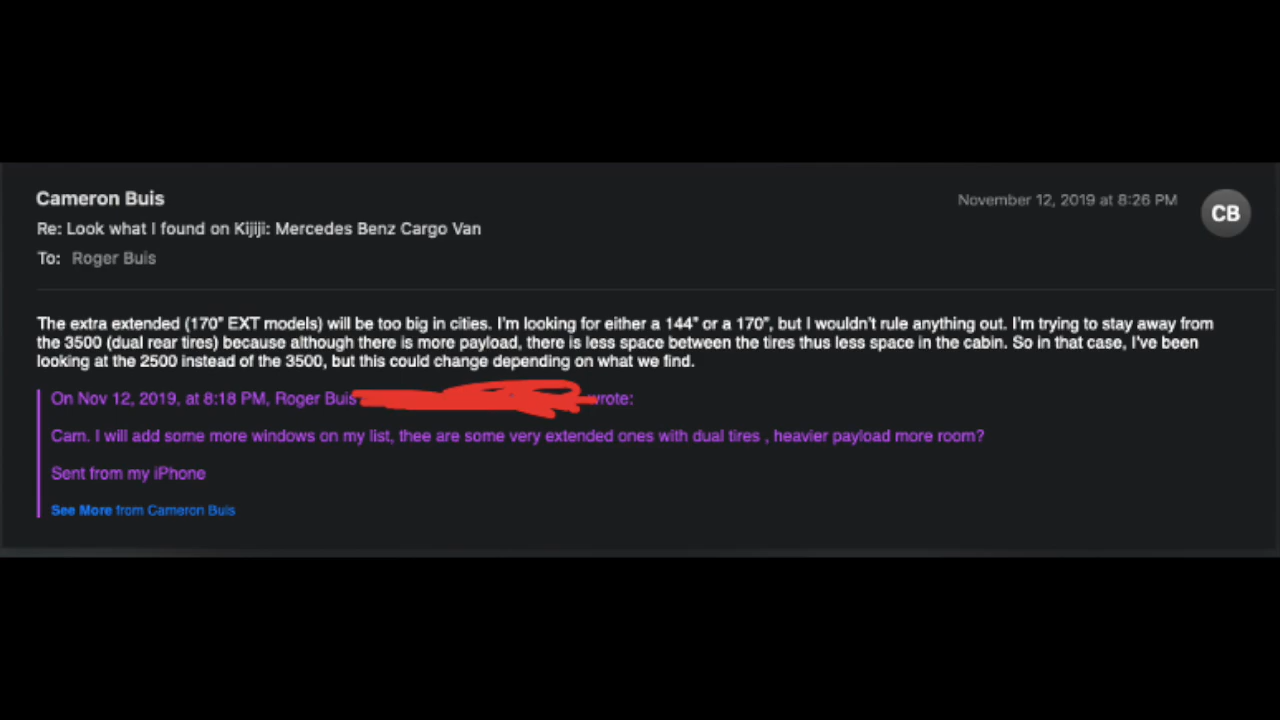 Cameron Buis
November 12, 2019 at 8:26 PM
CB
Re: Look what I found on Kijiji: Mercedes Benz Cargo Van
To: Roger Buis
The extra extended (170” EXT models) will be too big in cities. I'm looking for either a 144” or a 170”, but I wouldn't rule anything out. I'm trying to stay away from
the 3500 (dual rear tires) because although there is more payload, there is less space between the tires thus less space in the cabin. So in that case, I've been
looking at the 2500 instead of the 3500, but this could change depending on what we find.
On Nov 12, 2019, at 8:18 PM, Roger Buis wrote:
Cam. I will add some more windows on my list, thee are some very extended ones with dual tires , heavier payload more room?
Sent from my iPhone
See More from Cameron Buis